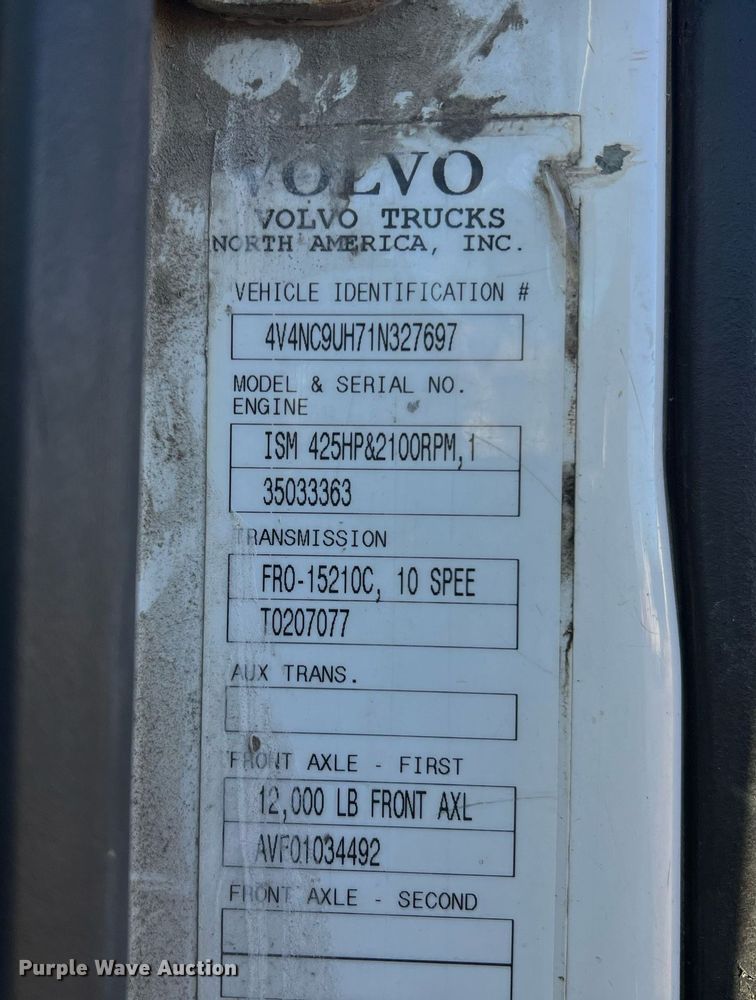 VOLVO
VOLVO TRUCKS
NORTH AMERICA, INC.
VEHICLE IDENTIFICATION #
4V4NC9UH71N327697
MODEL & SERIAL NO.
ENGINE
ISM 425HP&2100RPM,1
35033363
TRANSMISSION
FRO-15210C, 10 SPEE
T0207077
AUX TRANS.
FRONT AXLE - FIRST
12,000 LB FRONT AXL
AVF01034492
FRONT AXLE - SECOND
Purple Wave Auction